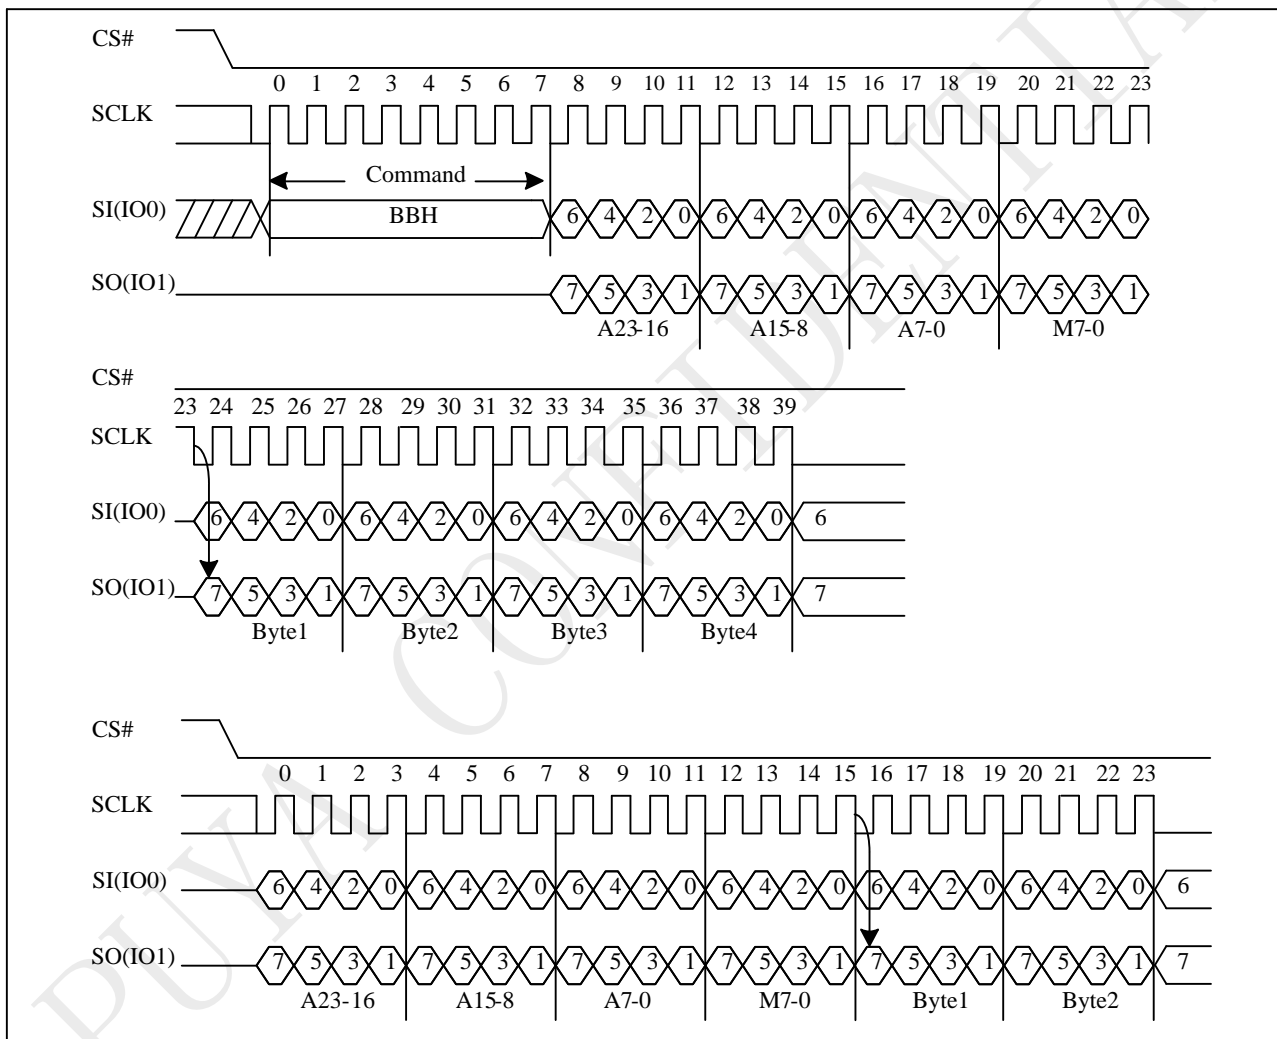 CS#
0 1 2 3 4 5 6 7 8 9 10 11 12 13 14 15 16 17 18 19 20 21 22 23
SCLK
Command
SI(IO0) BBH 6 4 2 0 6 4 2 0 6 4 2 0 6 4 2 0
SO(IO1) 7 5 3 1 7 5 3 1 7 5 3 1 7 5 3 1
A23-16 A15-8 A7-0 M7-0
CS#
23 24 25 26 27 28 29 30 31 32 33 34 35 36 37 38 39
SCLK
SI(IO0) 6 4 2 0 6 4 2 0 6 4 2 0 6 4 2 0 6
SO(IO1) 7 5 3 1 7 5 3 1 7 5 3 1 7 5 3 1 7
Byte1 Byte2 Byte3 Byte4
CS#
0 1 2 3 4 5 6 7 8 9 10 11 12 13 14 15 16 17 18 19 20 21 22 23
SCLK
SI(IO0) 6 4 2 0 6 4 2 0 6 4 2 0 6 4 2 0 6 4 2 0 6 4 2 0 6
SO(IO1) 7 5 3 1 7 5 3 1 7 5 3 1 7 5 3 1 7 5 3 1 7 5 3 1 7
A23-16 A15-8 A7-0 M7-0 Byte1 Byte2
PUYA CONFIDENTIA